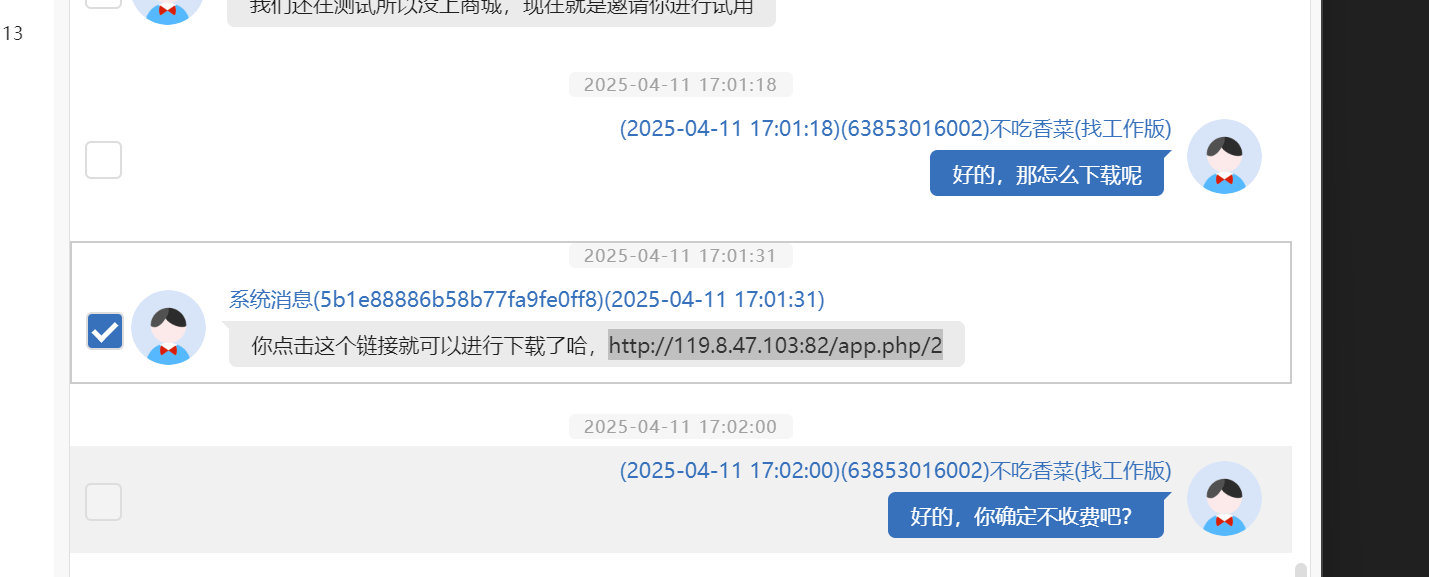 我们还在测试所以没上商城，现在就是邀请你进行试用
13
2025-04-11 17:01:18
(2025-04-11 17:01:18)(63853016002)不吃香菜(找工作版)
好的，那怎么下载呢
2025-04-11 17:01:31
系统消息(5b1e88886b58b77fa9fe0ff8)(2025-04-11 17:01:31)
你点击这个链接就可以进行下载了哈，http://119.8.47.103:82/app.php/2
2025-04-11 17:02:00
(2025-04-11 17:02:00)(63853016002)不吃香菜(找工作版)
好的，你确定不收费吧?